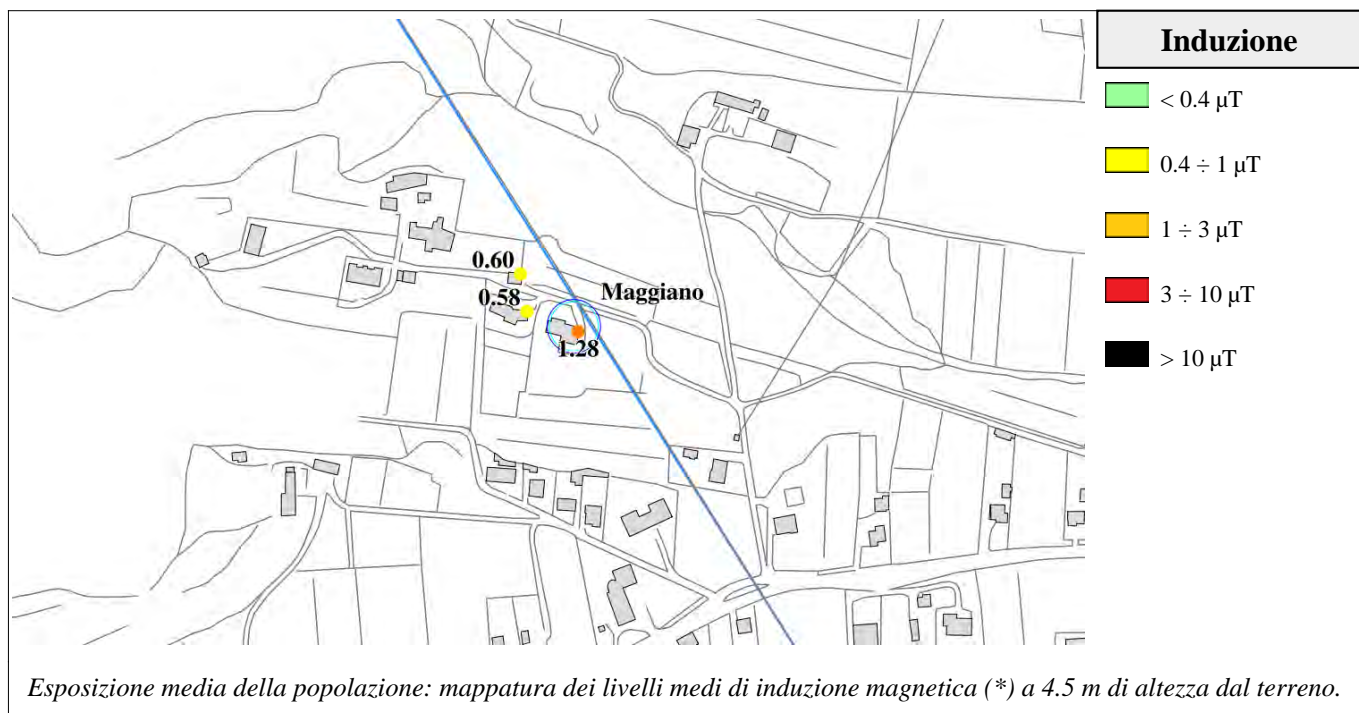 Induzione
< 0.4 µT
0.4 ÷ 1 µT
1 ÷ 3 µT
3 ÷ 10 µT
> 10 µT
0.60
0.58
Maggiano
1.28
Esposizione media della popolazione: mappatura dei livelli medi di induzione magnetica (*) a 4.5 m di altezza dal terreno.